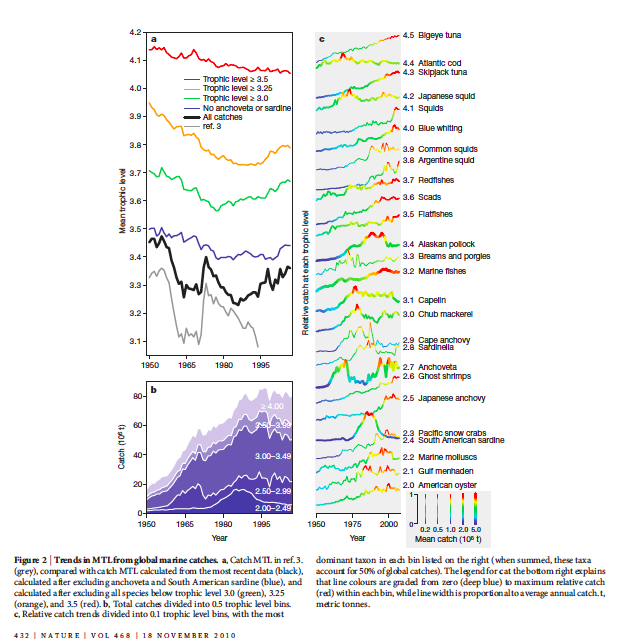 a
4.2
4.1
4.0
3.9
3.8
3.7
3.6
3.5
3.4
3.3
3.2
3.1
Mean trophic level
Trophic level ≥ 3.5
Trophic level ≥ 3.25
Trophic level ≥ 3.0
No anchoveta or sardine
All catches
ref. 3
1950 1965 1975 1995
b
80
60
40
20
0
Catch (10⁶ t)
≥ 4.00
3.50–3.99
3.00–3.49
2.50–2.99
2.00–2.49
1950 1965 1975 1995
Year
c
Relative catch at each trophic level
4.5 Bigeye tuna
4.4 Atlantic cod
4.3 Skipjack tuna
4.2 Japanese squid
4.1 Squids
4.0 Blue whiting
3.9 Common squids
3.8 Argentine squid
3.7 Redfishes
3.6 Scads
3.5 Flatfishes
3.4 Alaskan pollock
3.3 Breams and porgies
3.2 Marine fishes
3.1 Capelin
3.0 Chub mackerel
2.9 Cape anchovy
2.8 Sardinella
2.7 Anchoveta
2.6 Ghost shrimps
2.5 Japanese anchovy
2.3 Pacific snow crabs
2.4 South American sardine
2.2 Marine molluscs
2.1 Gulf menhaden
2.0 American oyster
1950 1975 2000
Year
1
0
0.2 0.5 1.0 2.0 5.0
Mean catch (10⁶ t)
Figure 2 | Trends in MTL from global marine catches. a, Catch MTL in ref. 3.
(grey), compared with catch MTL calculated from the most recent data (black),
calculated after excluding anchoveta and South American sardine (blue), and
calculated after excluding all species below trophic level 3.0 (green), 3.25
(orange), and 3.5 (red). b, Total catches divided into 0.5 trophic level bins.
c, Relative catch trends divided into 0.1 trophic level bins, with the most
dominant taxon in each bin listed on the right (when summed, these taxa
account for 50% of global catches). The legend for c at the bottom right explains
that line colours are graded from zero (deep blue) to maximum relative catch
(red) within each bin, while line width is proportional to average annual catch. t,
metric tonnes.
432 | NATURE | VOL 468 | 18 NOVEMBER 2010